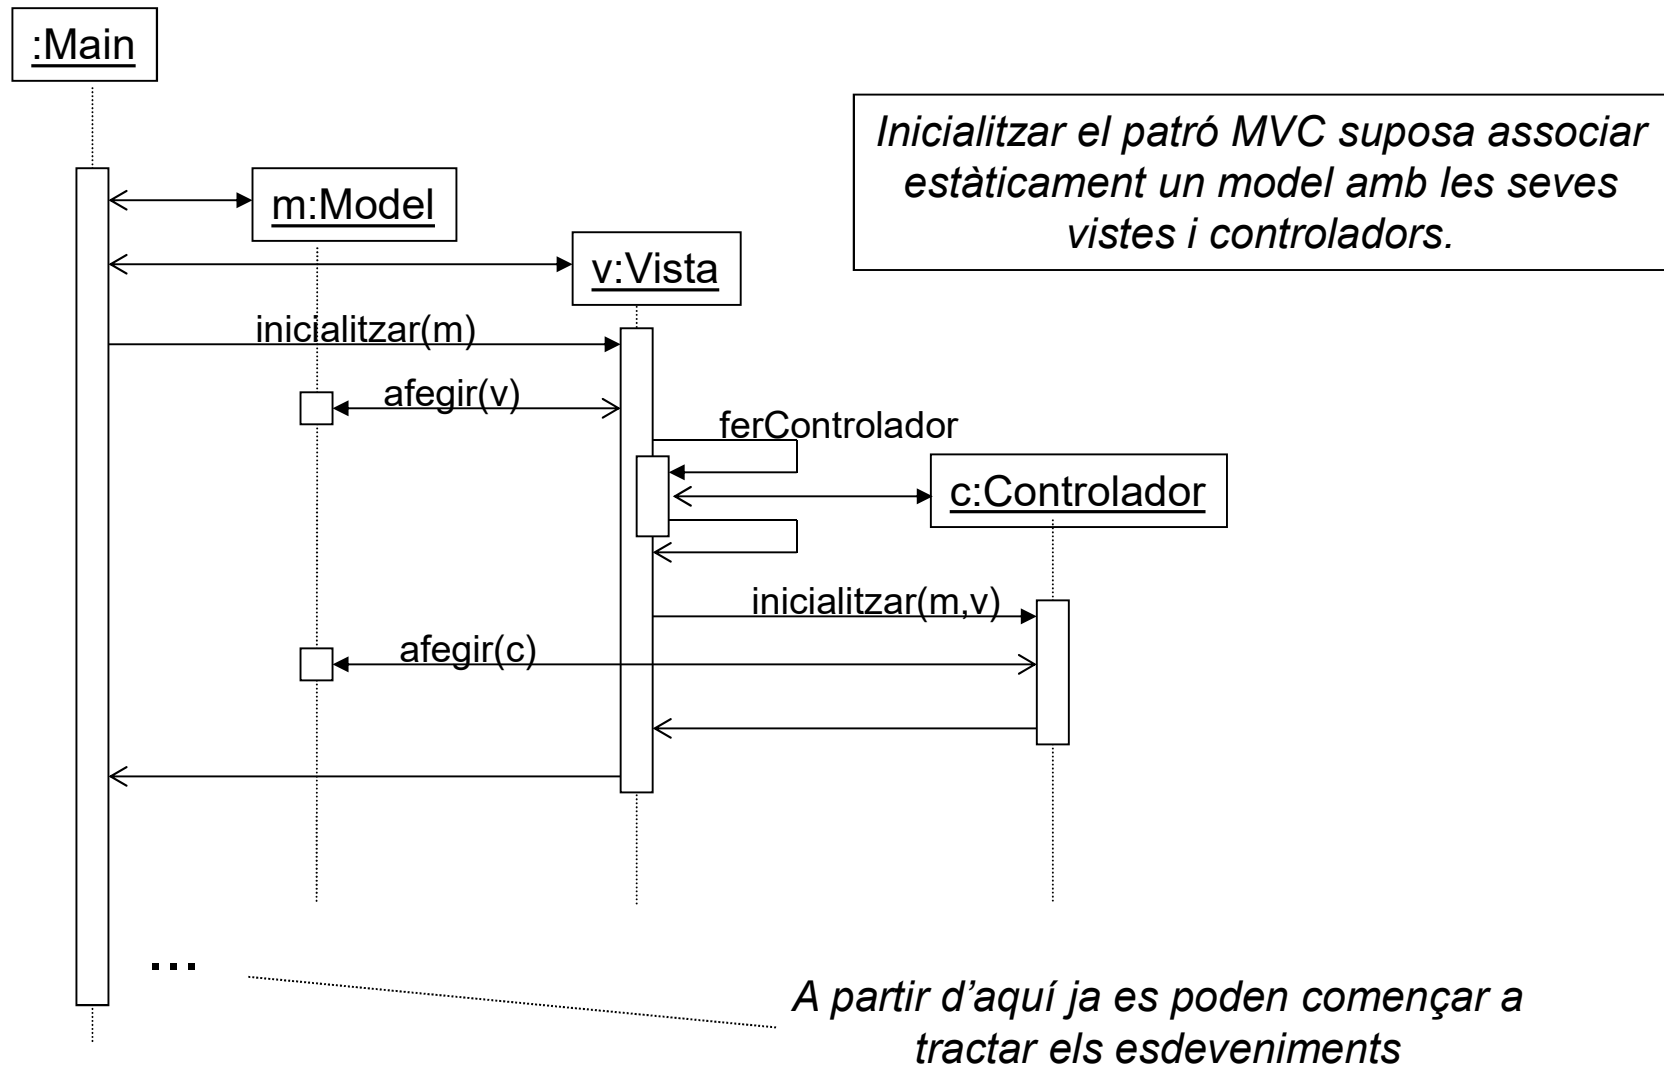 :Main
Inicialitzar el patró MVC suposa associar
estàticament un model amb les seves
vistes i controladors.
m:Model
v:Vista
inicialitzar(m)
afegir(v)
ferControlador
c:Controlador
inicialitzar(m,v)
afegir(c)
...
A partir d’aquí ja es poden començar a
tractar els esdeveniments